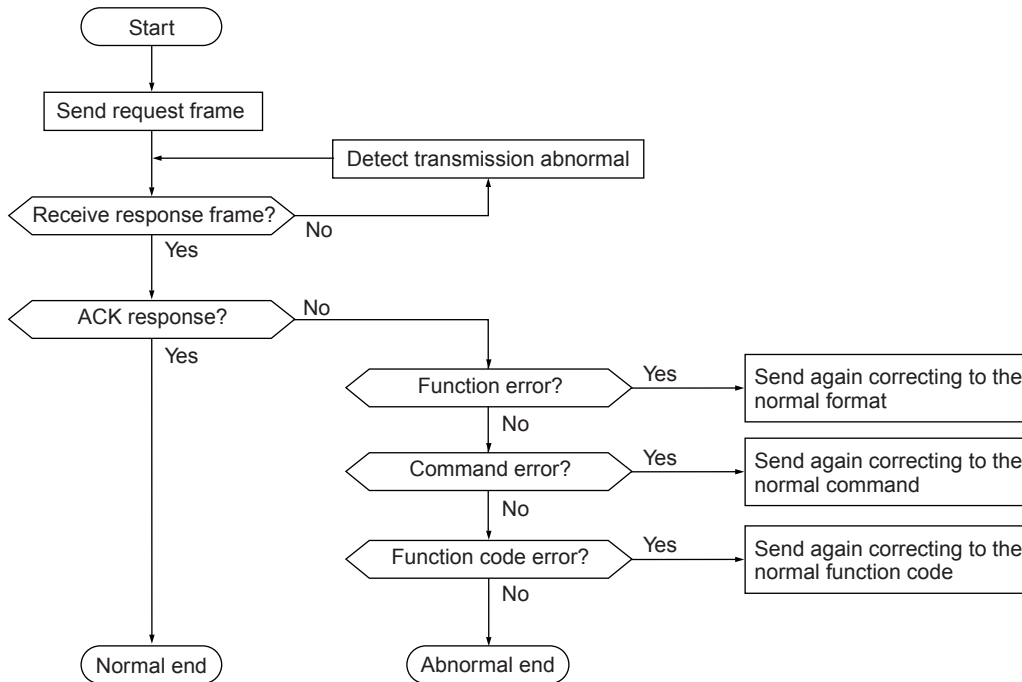 Start
Send request frame
Detect transmission abnormal
Receive response frame?
No
Yes
ACK response?
No
Yes
Function error?
Yes
Send again correcting to the
normal format
No
Command error?
Yes
Send again correcting to the
normal command
No
Function code error?
Yes
Send again correcting to the
normal function code
No
Normal end
Abnormal end